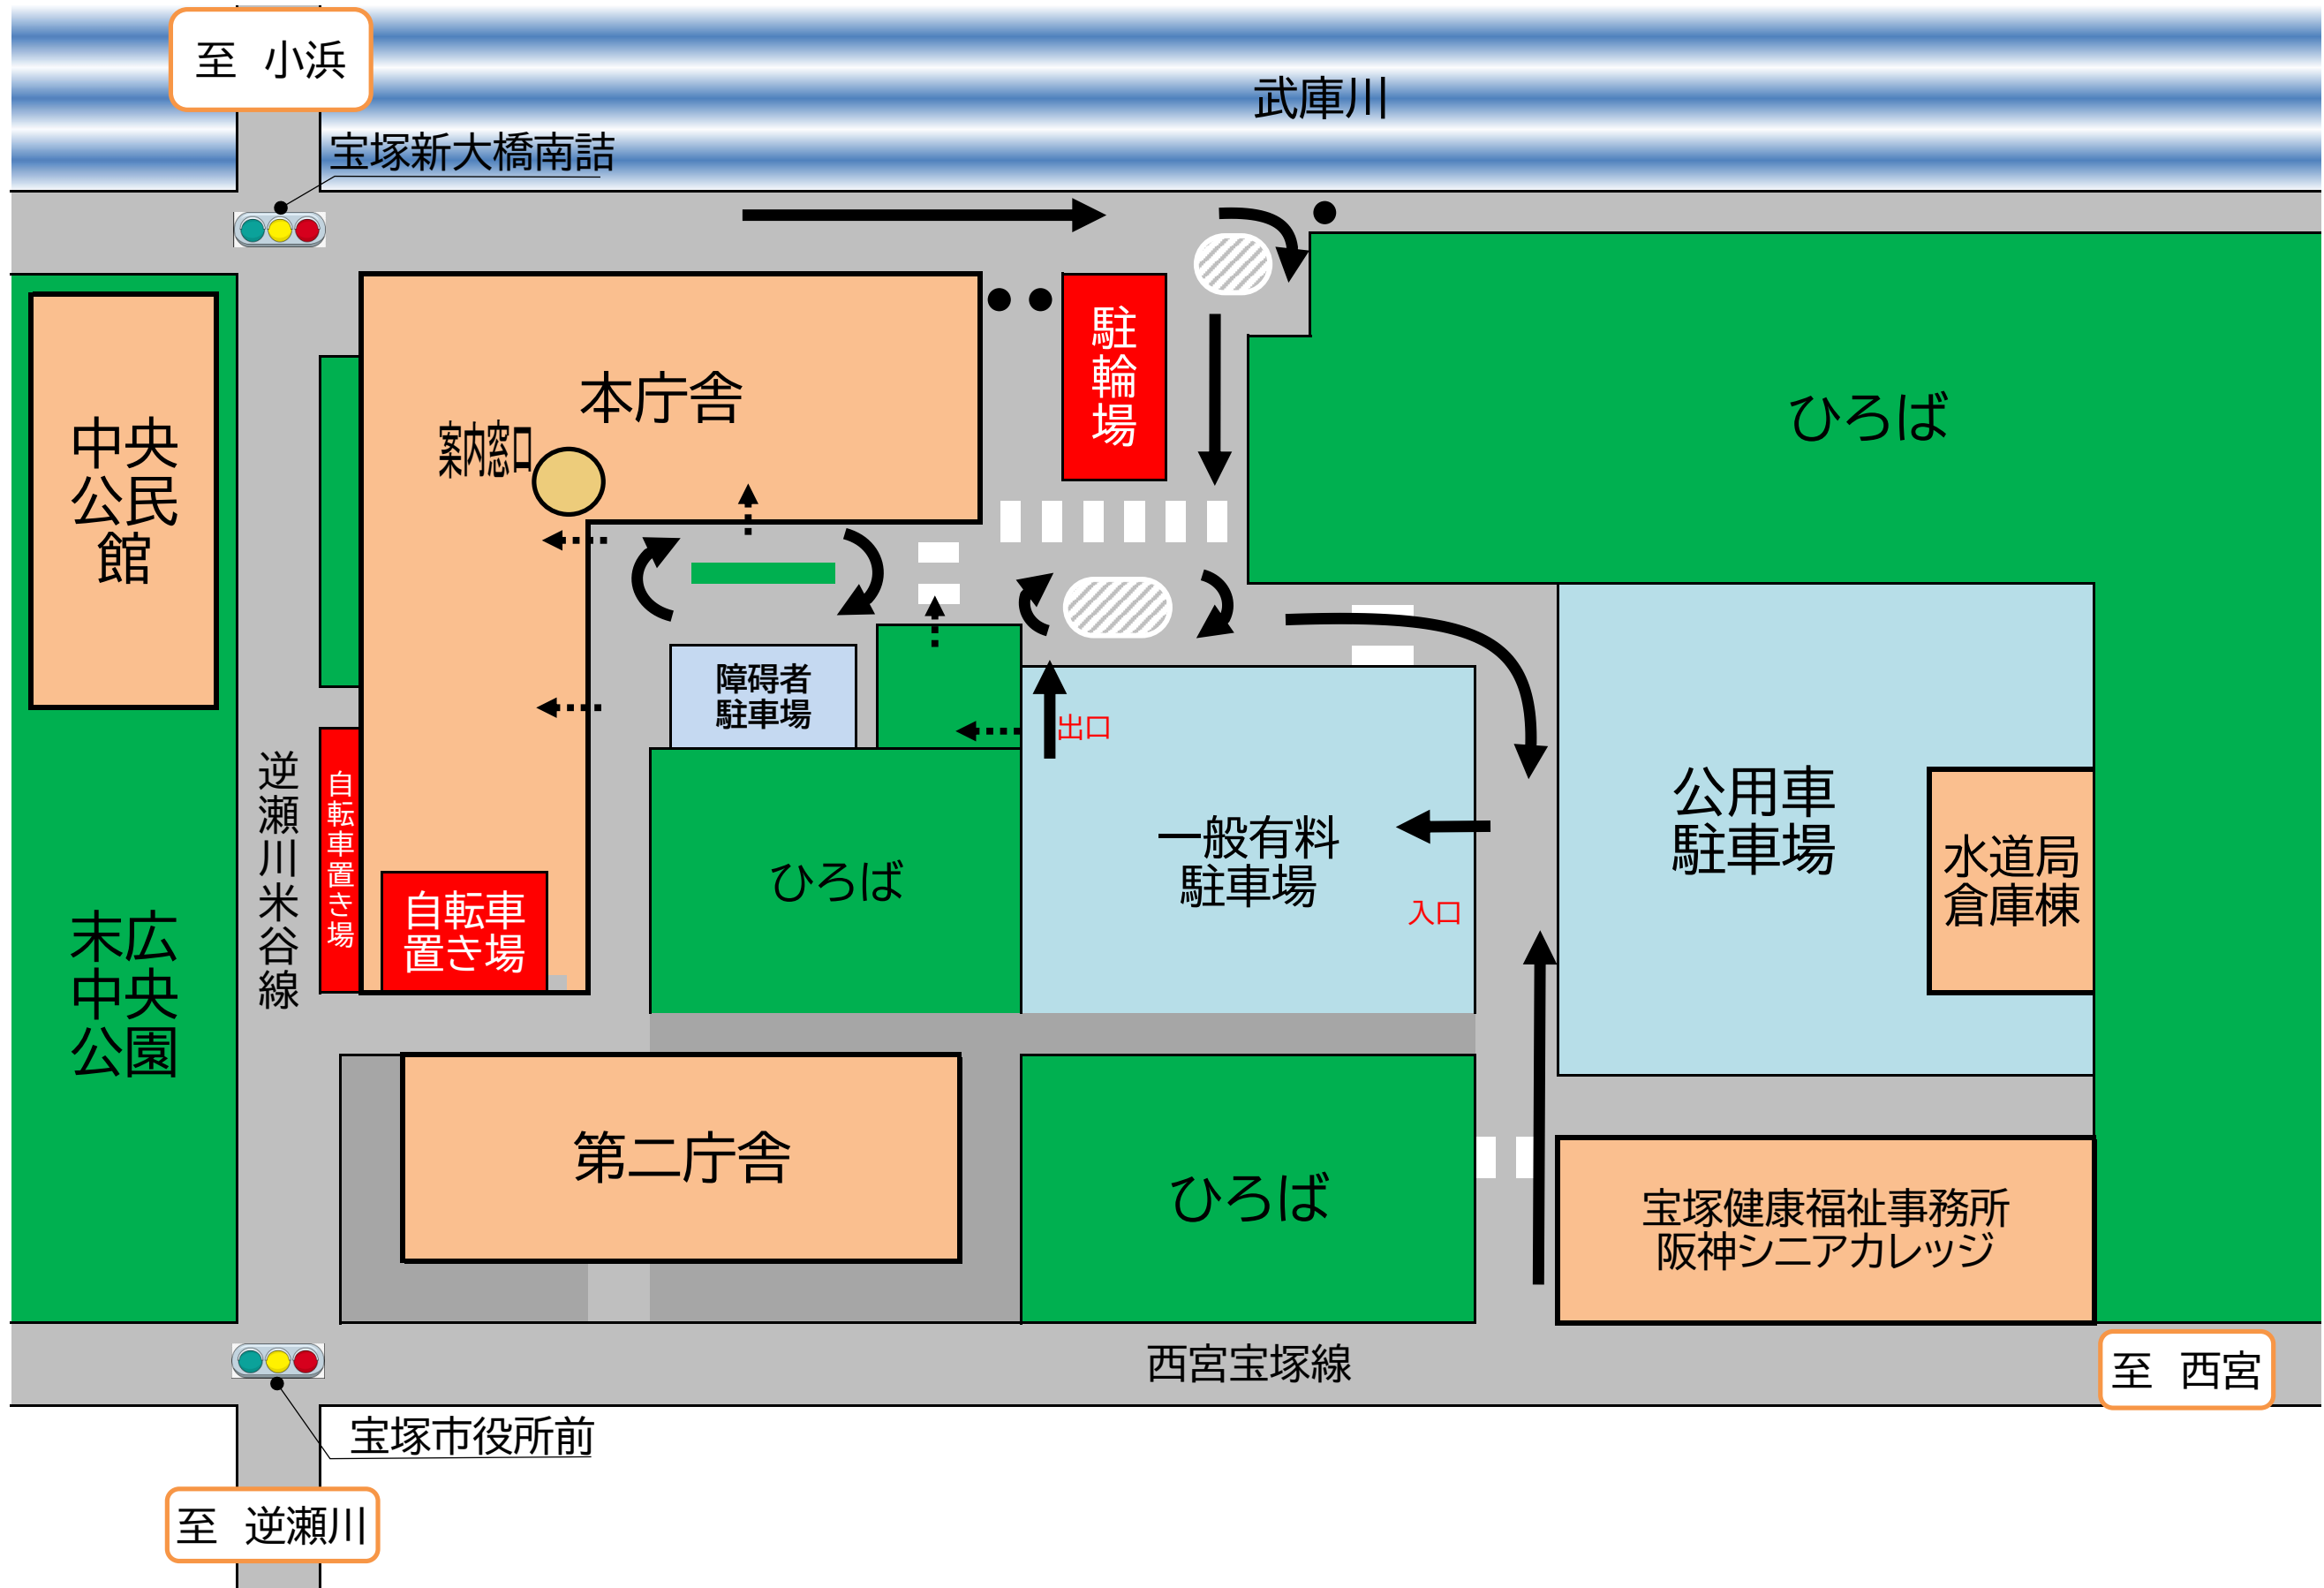 至 小浜
武庫川
宝塚新大橋南詰
駐輪場
本庁舎
案内窓口
ひろば
中央
公民
館
障碍者
駐車場
出口
自転車置き場
逆瀬川米谷線
公用車
駐車場
一般有料
駐車場
水道局
倉庫棟
ひろば
入口
自転車
置き場
末広
中央
公園
第二庁舎
ひろば
宝塚健康福祉事務所
阪神シニアカレッジ
西宮宝塚線
至 西宮
宝塚市役所前
至 逆瀬川